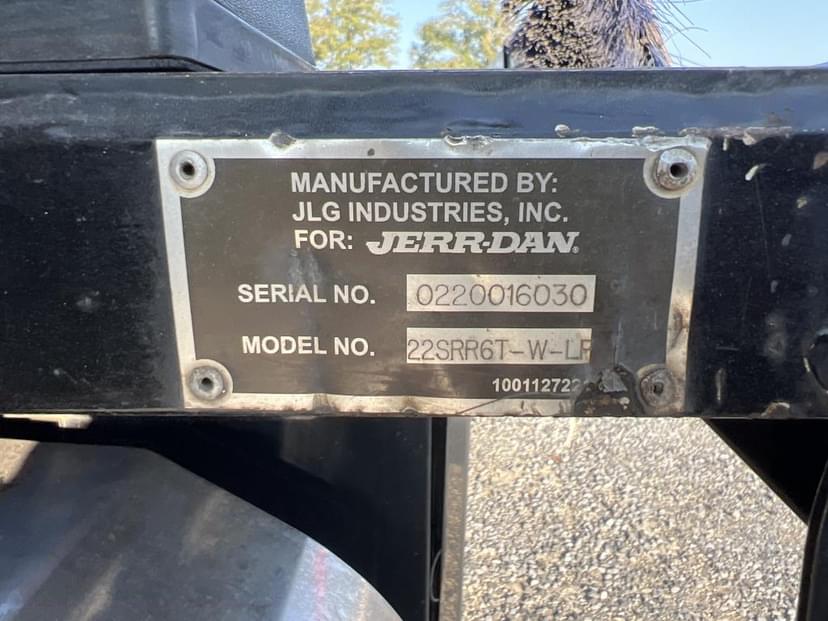 MANUFACTURED BY:
JLG INDUSTRIES, INC.
FOR: JERR-DAN®
SERIAL NO. 0220016030
MODEL NO. 22SRR6T-W-LP